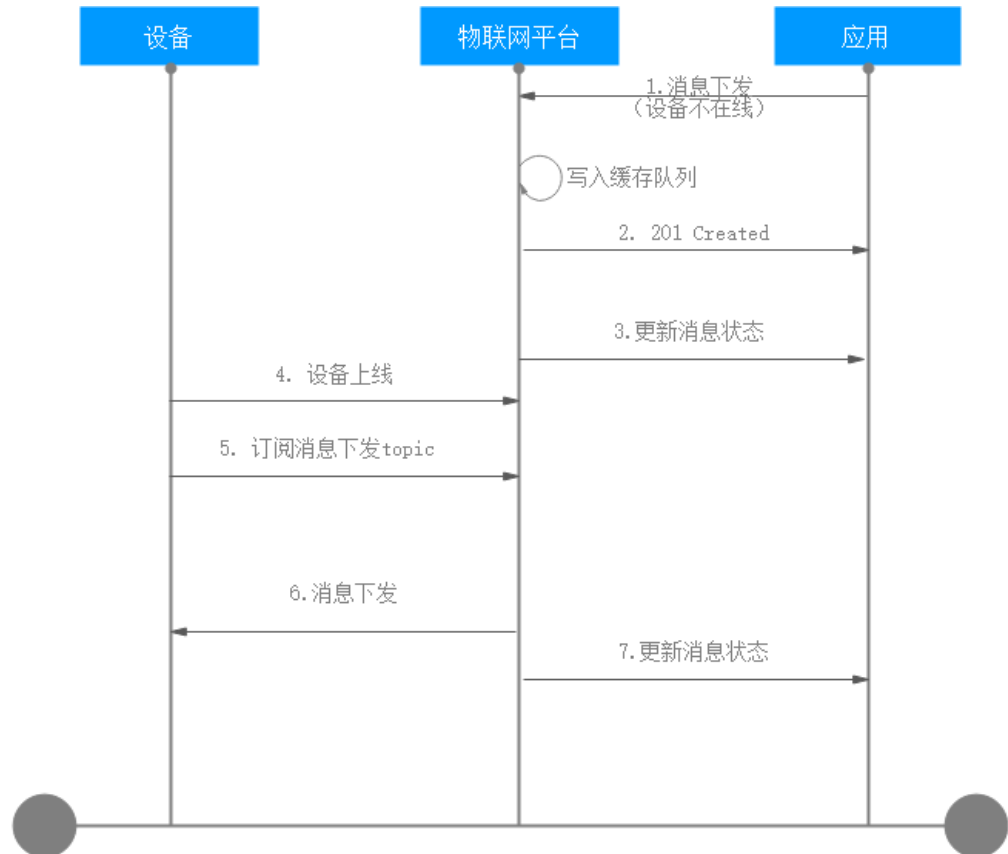 设备
物联网平台
应用
1.消息下发
（设备不在线）
写入缓存队列
2. 201 Created
3.更新消息状态
4. 设备上线
5. 订阅消息下发topic
6.消息下发
7.更新消息状态